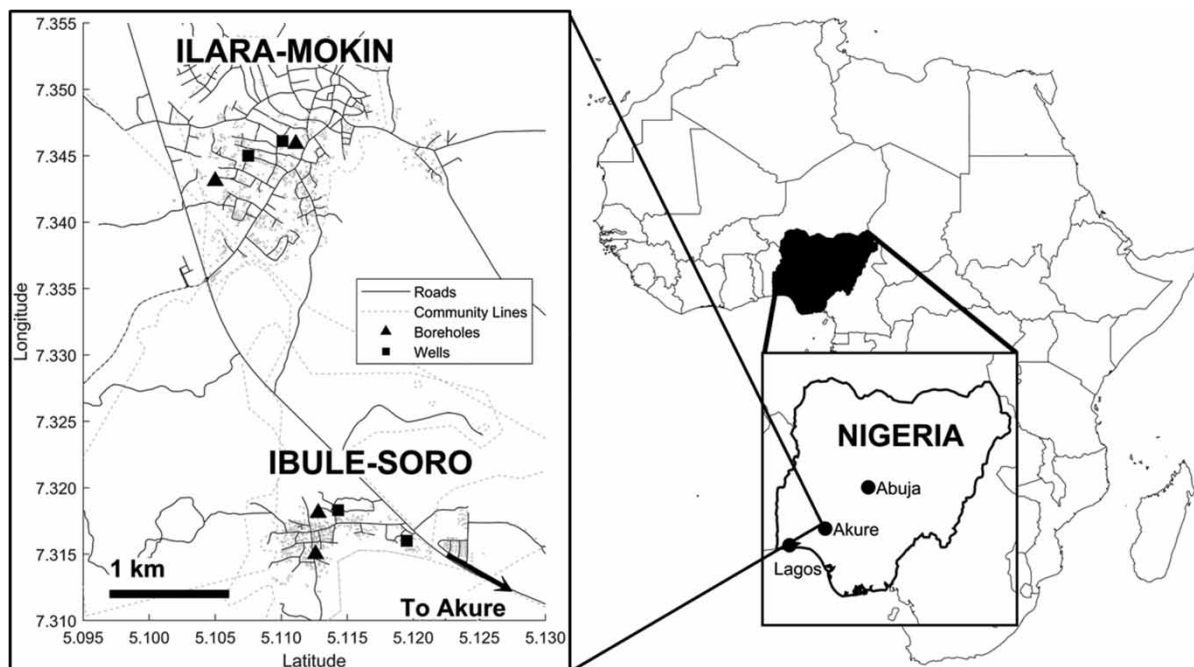 7.355
7.350
7.345
7.340
7.335
7.330
7.325
7.320
7.315
7.310
Longitude
ILARA-MOKIN
Roads
Community Lines
Boreholes
Wells
IBULE-SORO
1 km
To Akure
5.095 5.100 5.105 5.110 5.115 5.120 5.125 5.130
Latitude
NIGERIA
Abuja
Akure
Lagos